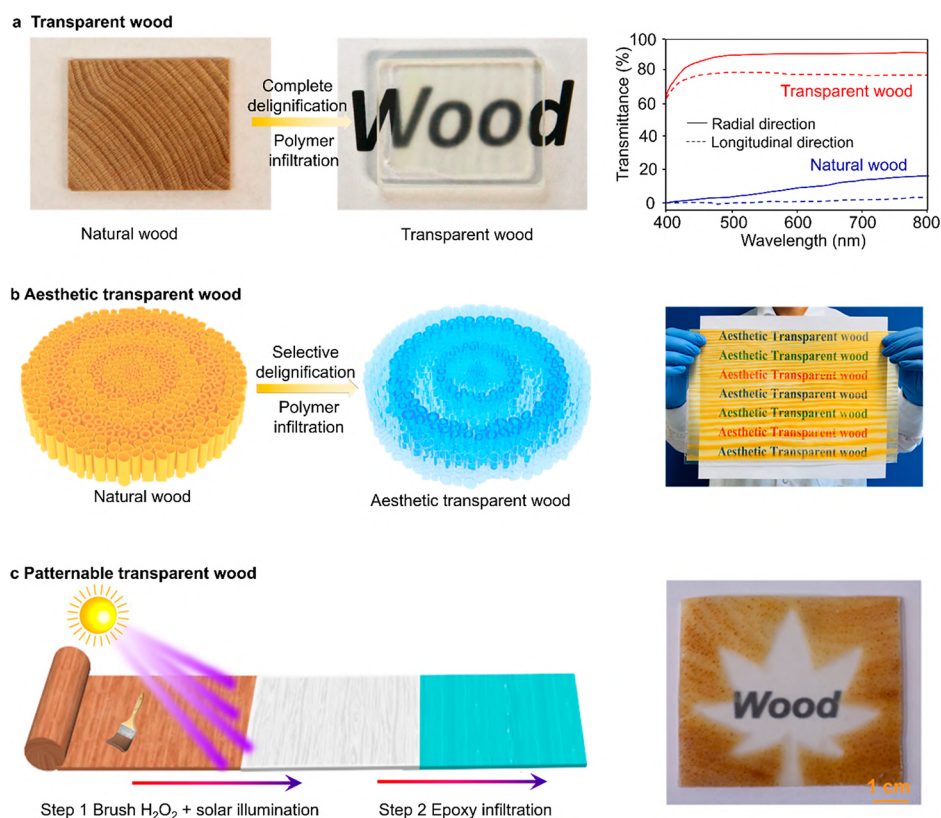 a Transparent wood
Complete
delignification
Polymer
infiltration
Natural wood
Wood
Transparent wood
Transmittance (%)
100
80
60
40
20
0
Transparent wood
Radial direction
Longitudinal direction
Natural wood
400 500 600 700 800
Wavelength (nm)
b Aesthetic transparent wood
Selective
delignification
Polymer
infiltration
Natural wood
Aesthetic transparent wood
Aesthetic Transparent wood
Aesthetic Transparent wood
Aesthetic Transparent wood
Aesthetic Transparent wood
Aesthetic Transparent wood
Aesthetic Transparent wood
Aesthetic Transparent wood
c Patternable transparent wood
Step 1 Brush H₂O₂ + solar illumination
Step 2 Epoxy infiltration
Wood
1 cm